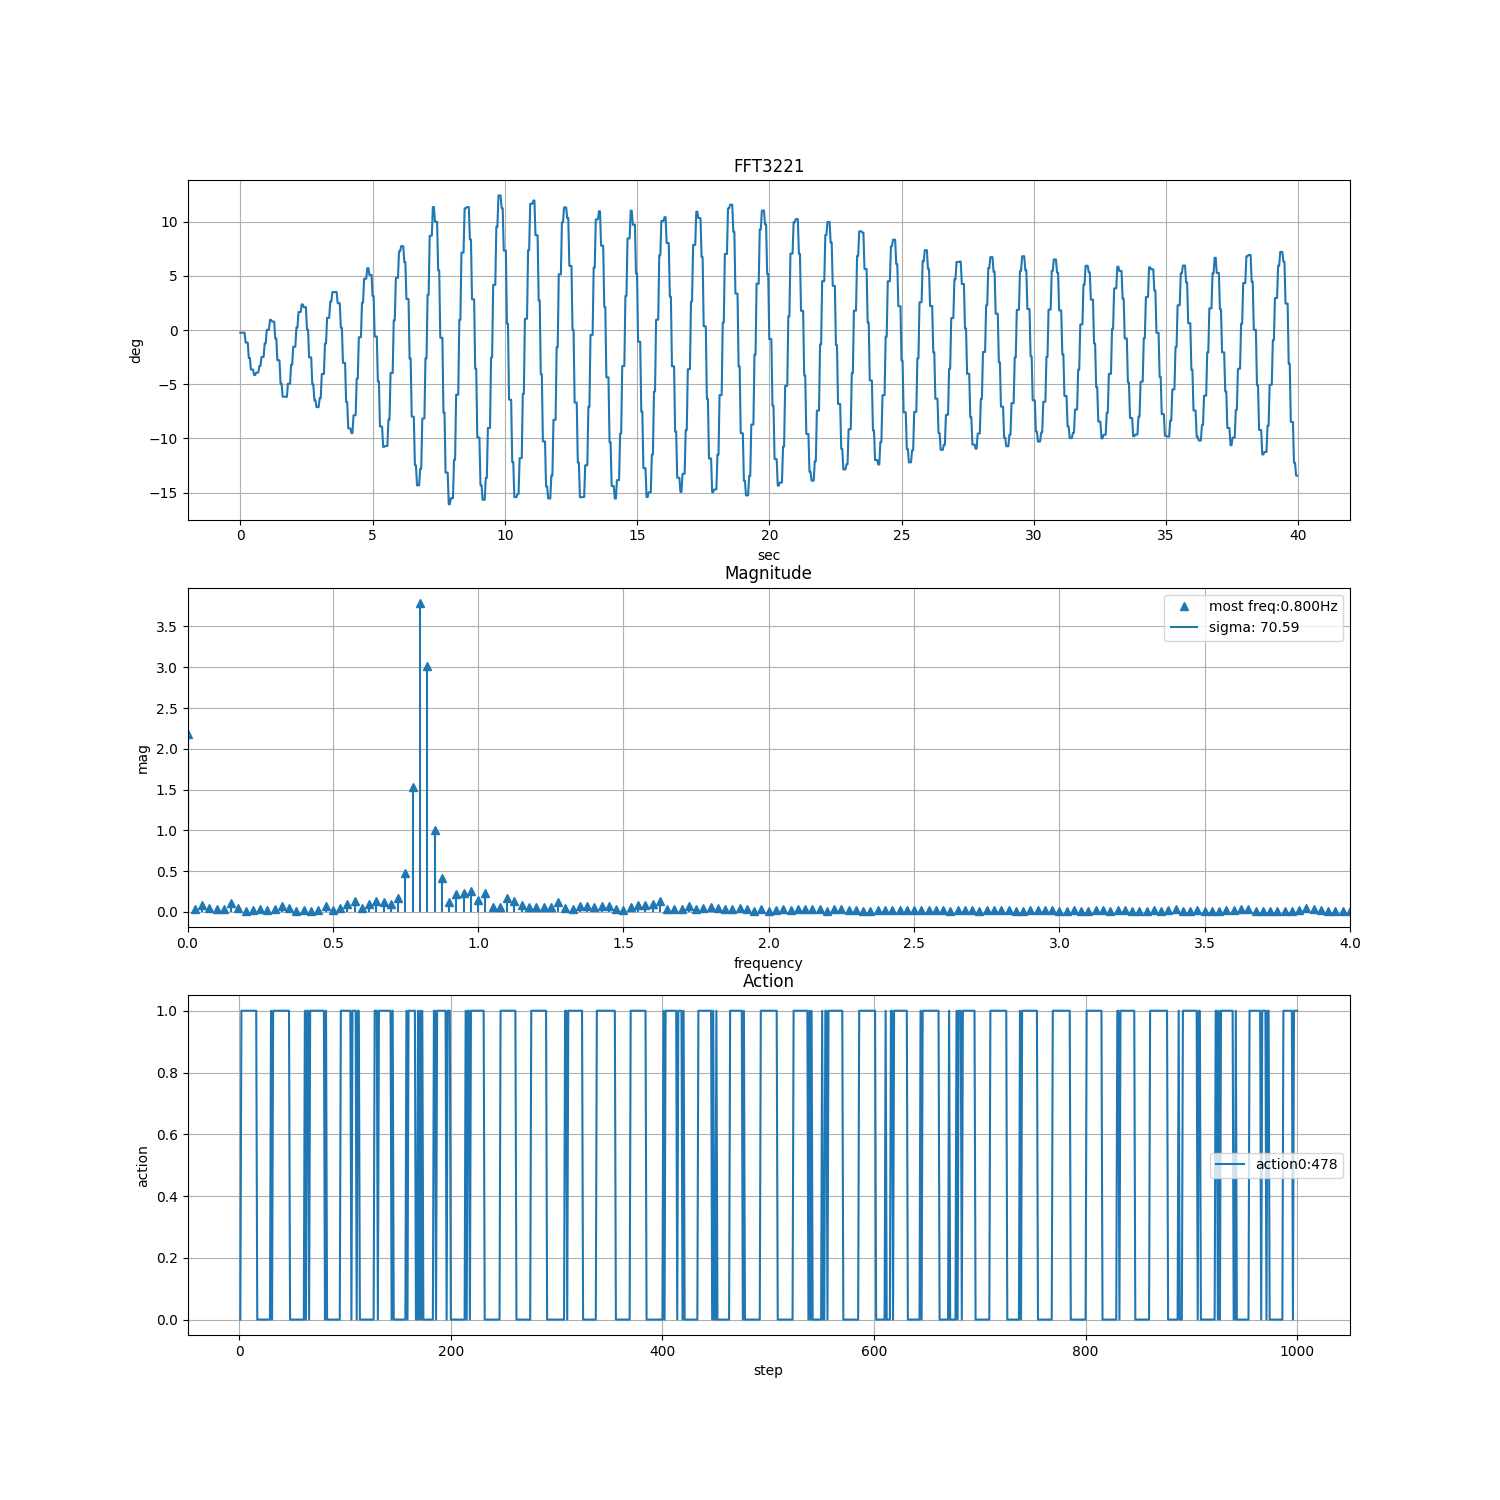 FFT3221
10
5
0
−5
−10
−15
deg
0 5 10 15 20 25 30 35 40
sec
Magnitude
most freq:0.800Hz
sigma: 70.59
3.5
3.0
2.5
2.0
1.5
1.0
0.5
0.0
mag
0.0 0.5 1.0 1.5 2.0 2.5 3.0 3.5 4.0
frequency
Action
1.0
0.8
0.6
0.4
0.2
0.0
action
action0:478
0 200 400 600 800 1000
step